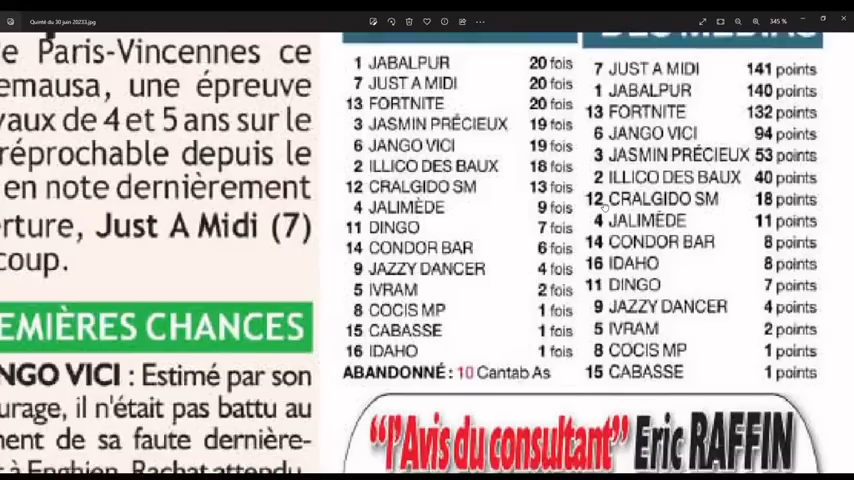 Quinté du 30 juin 20233.jpg
345 %
e Paris-Vincennes ce
emausa, une épreuve
vaux de 4 et 5 ans sur le
rréprochable depuis le
en note dernièrement
erture, Just A Midi (7)
coup.
EMIÈRES CHANCES
NGO VICI : Estimé par son
urage, il n'était pas battu au
ment de sa faute dernière-
à Enghien. Rachat attendu.
1 JABALPUR 20 fois
7 JUST A MIDI 20 fois
13 FORTNITE 20 fois
3 JASMIN PRÉCIEUX 19 fois
6 JANGO VICI 19 fois
2 ILLICO DES BAUX 18 fois
12 CRALGIDO SM 13 fois
4 JALIMÈDE 9 fois
11 DINGO 7 fois
14 CONDOR BAR 6 fois
9 JAZZY DANCER 4 fois
5 IVRAM 2 fois
8 COCIS MP 1 fois
15 CABASSE 1 fois
16 IDAHO 1 fois
ABANDONNÉ : 10 Cantab As
DES MÉDIAS
7 JUST A MIDI 141 points
1 JABALPUR 140 points
13 FORTNITE 132 points
6 JANGO VICI 94 points
3 JASMIN PRÉCIEUX 53 points
2 ILLICO DES BAUX 40 points
12 CRALGIDO SM 18 points
4 JALIMÈDE 11 points
14 CONDOR BAR 8 points
16 IDAHO 8 points
11 DINGO 7 points
9 JAZZY DANCER 4 points
5 IVRAM 2 points
8 COCIS MP 1 points
15 CABASSE 1 points
"l'Avis du consultant" Eric RAFFIN